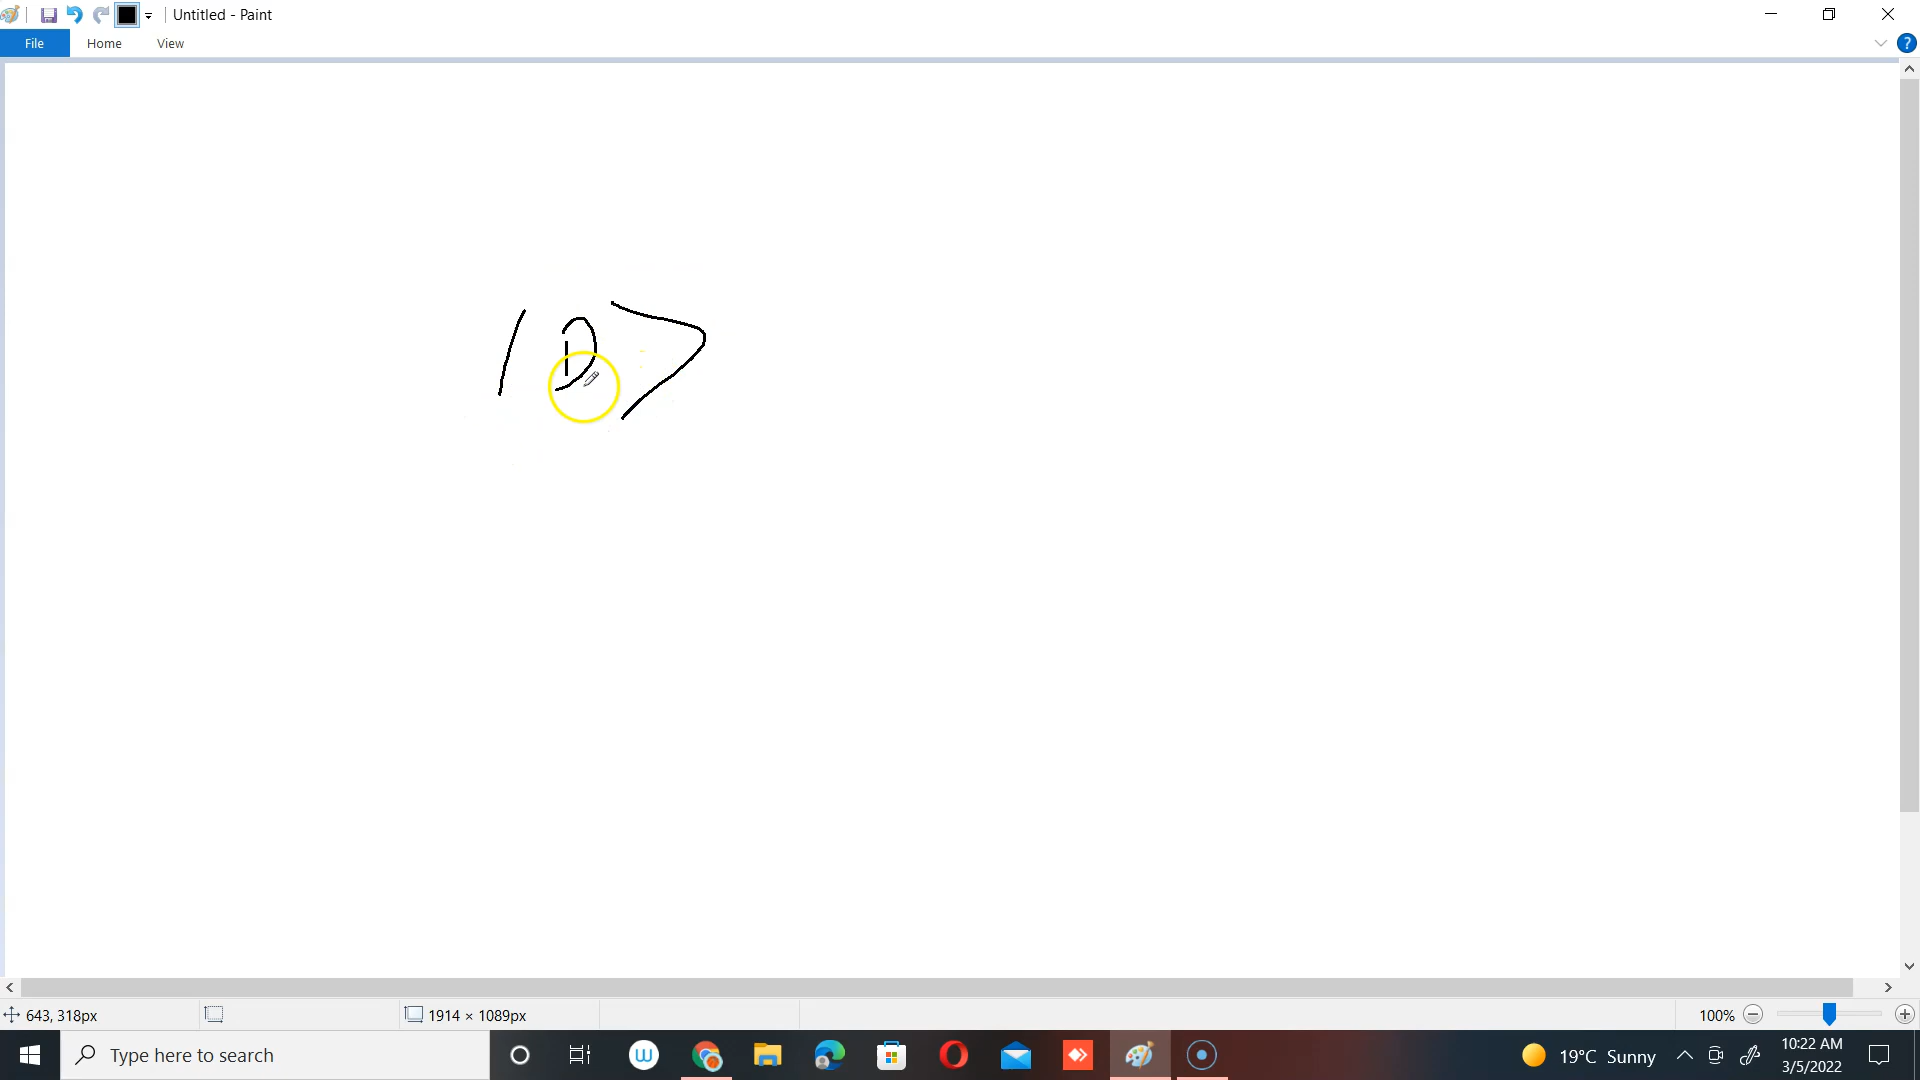 Untitled - Paint
File Home View
| D >
643, 318px 1914 × 1089px 100%
Type here to search 19°C Sunny 10:22 AM
3/5/2022